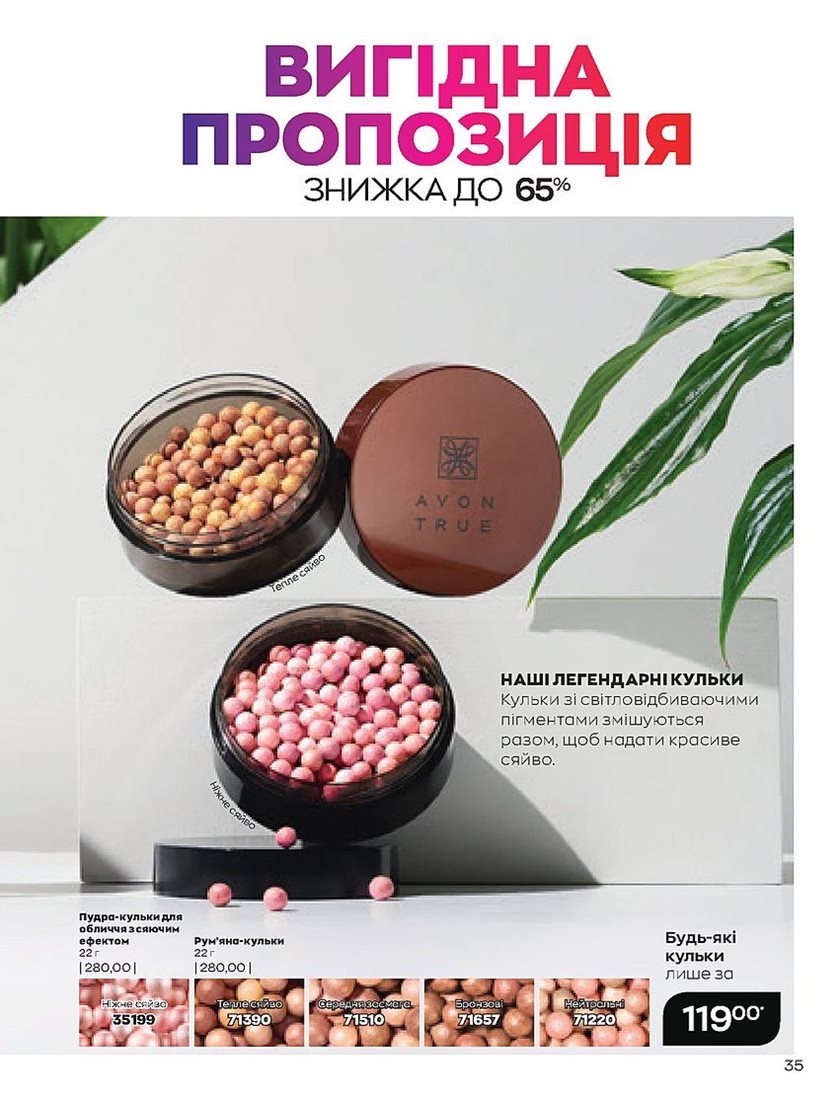 ВИГІДНА
ПРОПОЗИЦІЯ
ЗНИЖКА ДО 65%
AVON
TRUE
Тепле сяйво
НАШІ ЛЕГЕНДАРНІ КУЛЬКИ
Кульки зі світловідбиваючими
пігментами змішуються
разом, щоб надати красиве
сяйво.
Ніжне сяйво
Пудра-кульки для
обличчя з сяючим
ефектом
22 г
| 280,00 |
Рум'яна-кульки
22 г
| 280,00 |
Ніжне сяйво
35199
Тепле сяйво
71390
Середня засмага
71510
Бронзові
71657
Нейтральні
71220
Будь-які
кульки
лише за
11900*
35